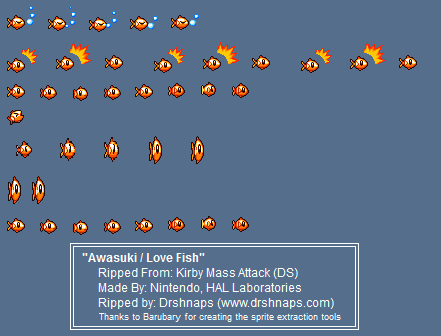 "Awasuki / Love Fish"
Ripped From: Kirby Mass Attack (DS)
Made By: Nintendo, HAL Laboratories
Ripped by: Drshnaps (www.drshnaps.com)
Thanks to Barubary for creating the sprite extraction tools